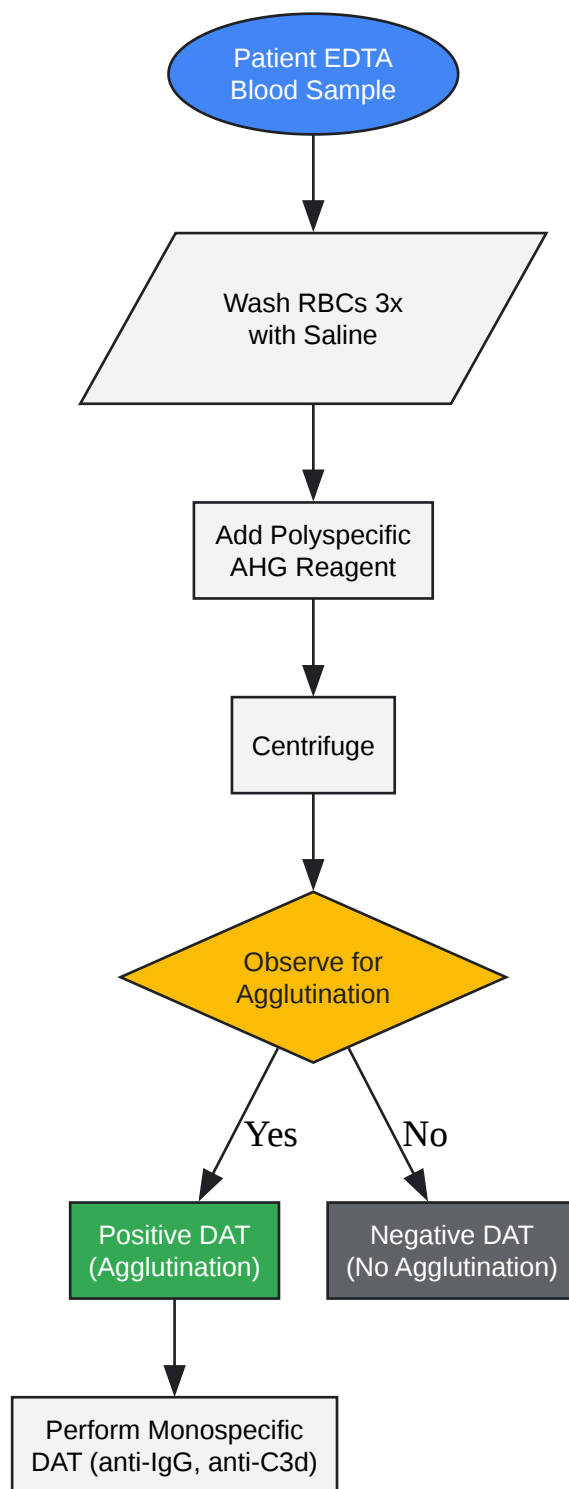 Patient EDTA
Blood Sample
Wash RBCs 3x
with Saline
Add Polyspecific
AHG Reagent
Centrifuge
Observe for
Agglutination
Yes
No
Positive DAT
(Agglutination)
Negative DAT
(No Agglutination)
Perform Monospecific
DAT (anti-IgG, anti-C3d)